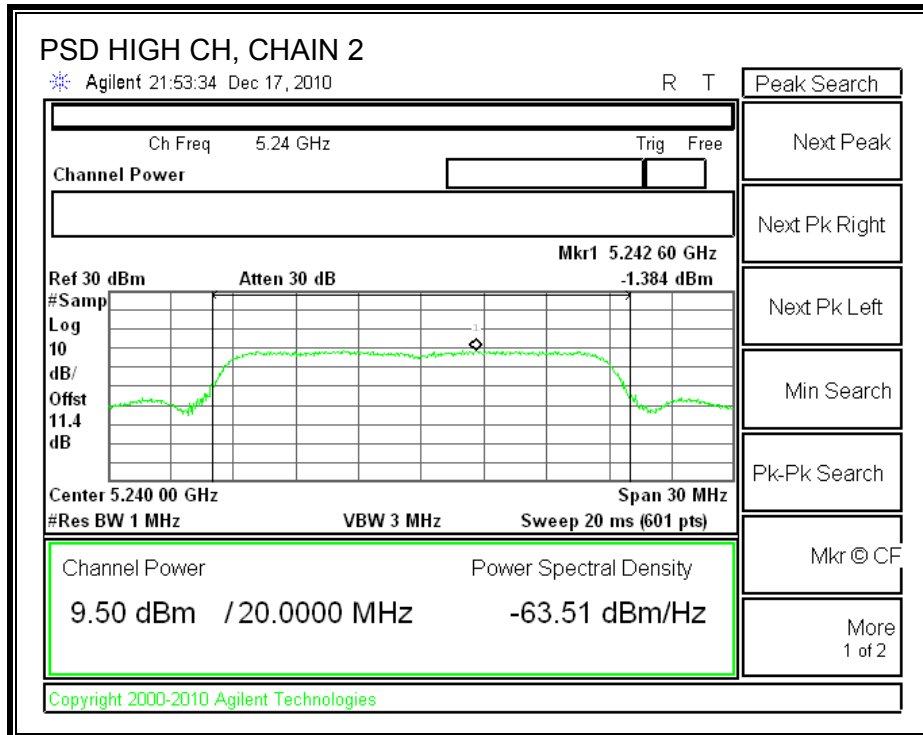 PSD HIGH CH, CHAIN 2
Agilent 21:53:34 Dec 17, 2010 R T
Peak Search
Ch Freq 5.24 GHz Trig Free
Channel Power
Mkr1 5.242 60 GHz
Ref 30 dBm Atten 30 dB -1.384 dBm
#Samp
Log
10
dB/
Offst
11.4
dB
1
Center 5.240 00 GHz Span 30 MHz
#Res BW 1 MHz VBW 3 MHz Sweep 20 ms (601 pts)
Channel Power Power Spectral Density
9.50 dBm / 20.0000 MHz -63.51 dBm/Hz
Next Peak
Next Pk Right
Next Pk Left
Min Search
Pk-Pk Search
Mkr © CF
More
1 of 2
Copyright 2000-2010 Agilent Technologies